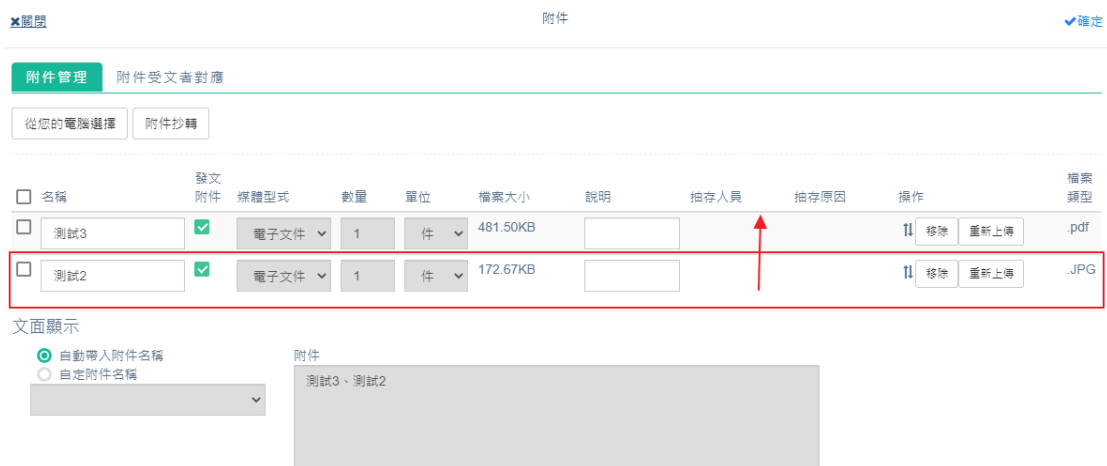 ✖關閉 附件 ✔確定
附件管理 附件受文者對應
從您的電腦選擇 附件抄轉
名稱 發文附件 媒體型式 數量 單位 檔案大小 說明 抽存人員 抽存原因 操作 檔案類型
測試3 電子文件 1 件 481.50KB 移除 重新上傳 .pdf
測試2 電子文件 1 件 172.67KB 移除 重新上傳 .JPG
文面顯示
自動帶入附件名稱 附件
自定附件名稱 測試3、測試2